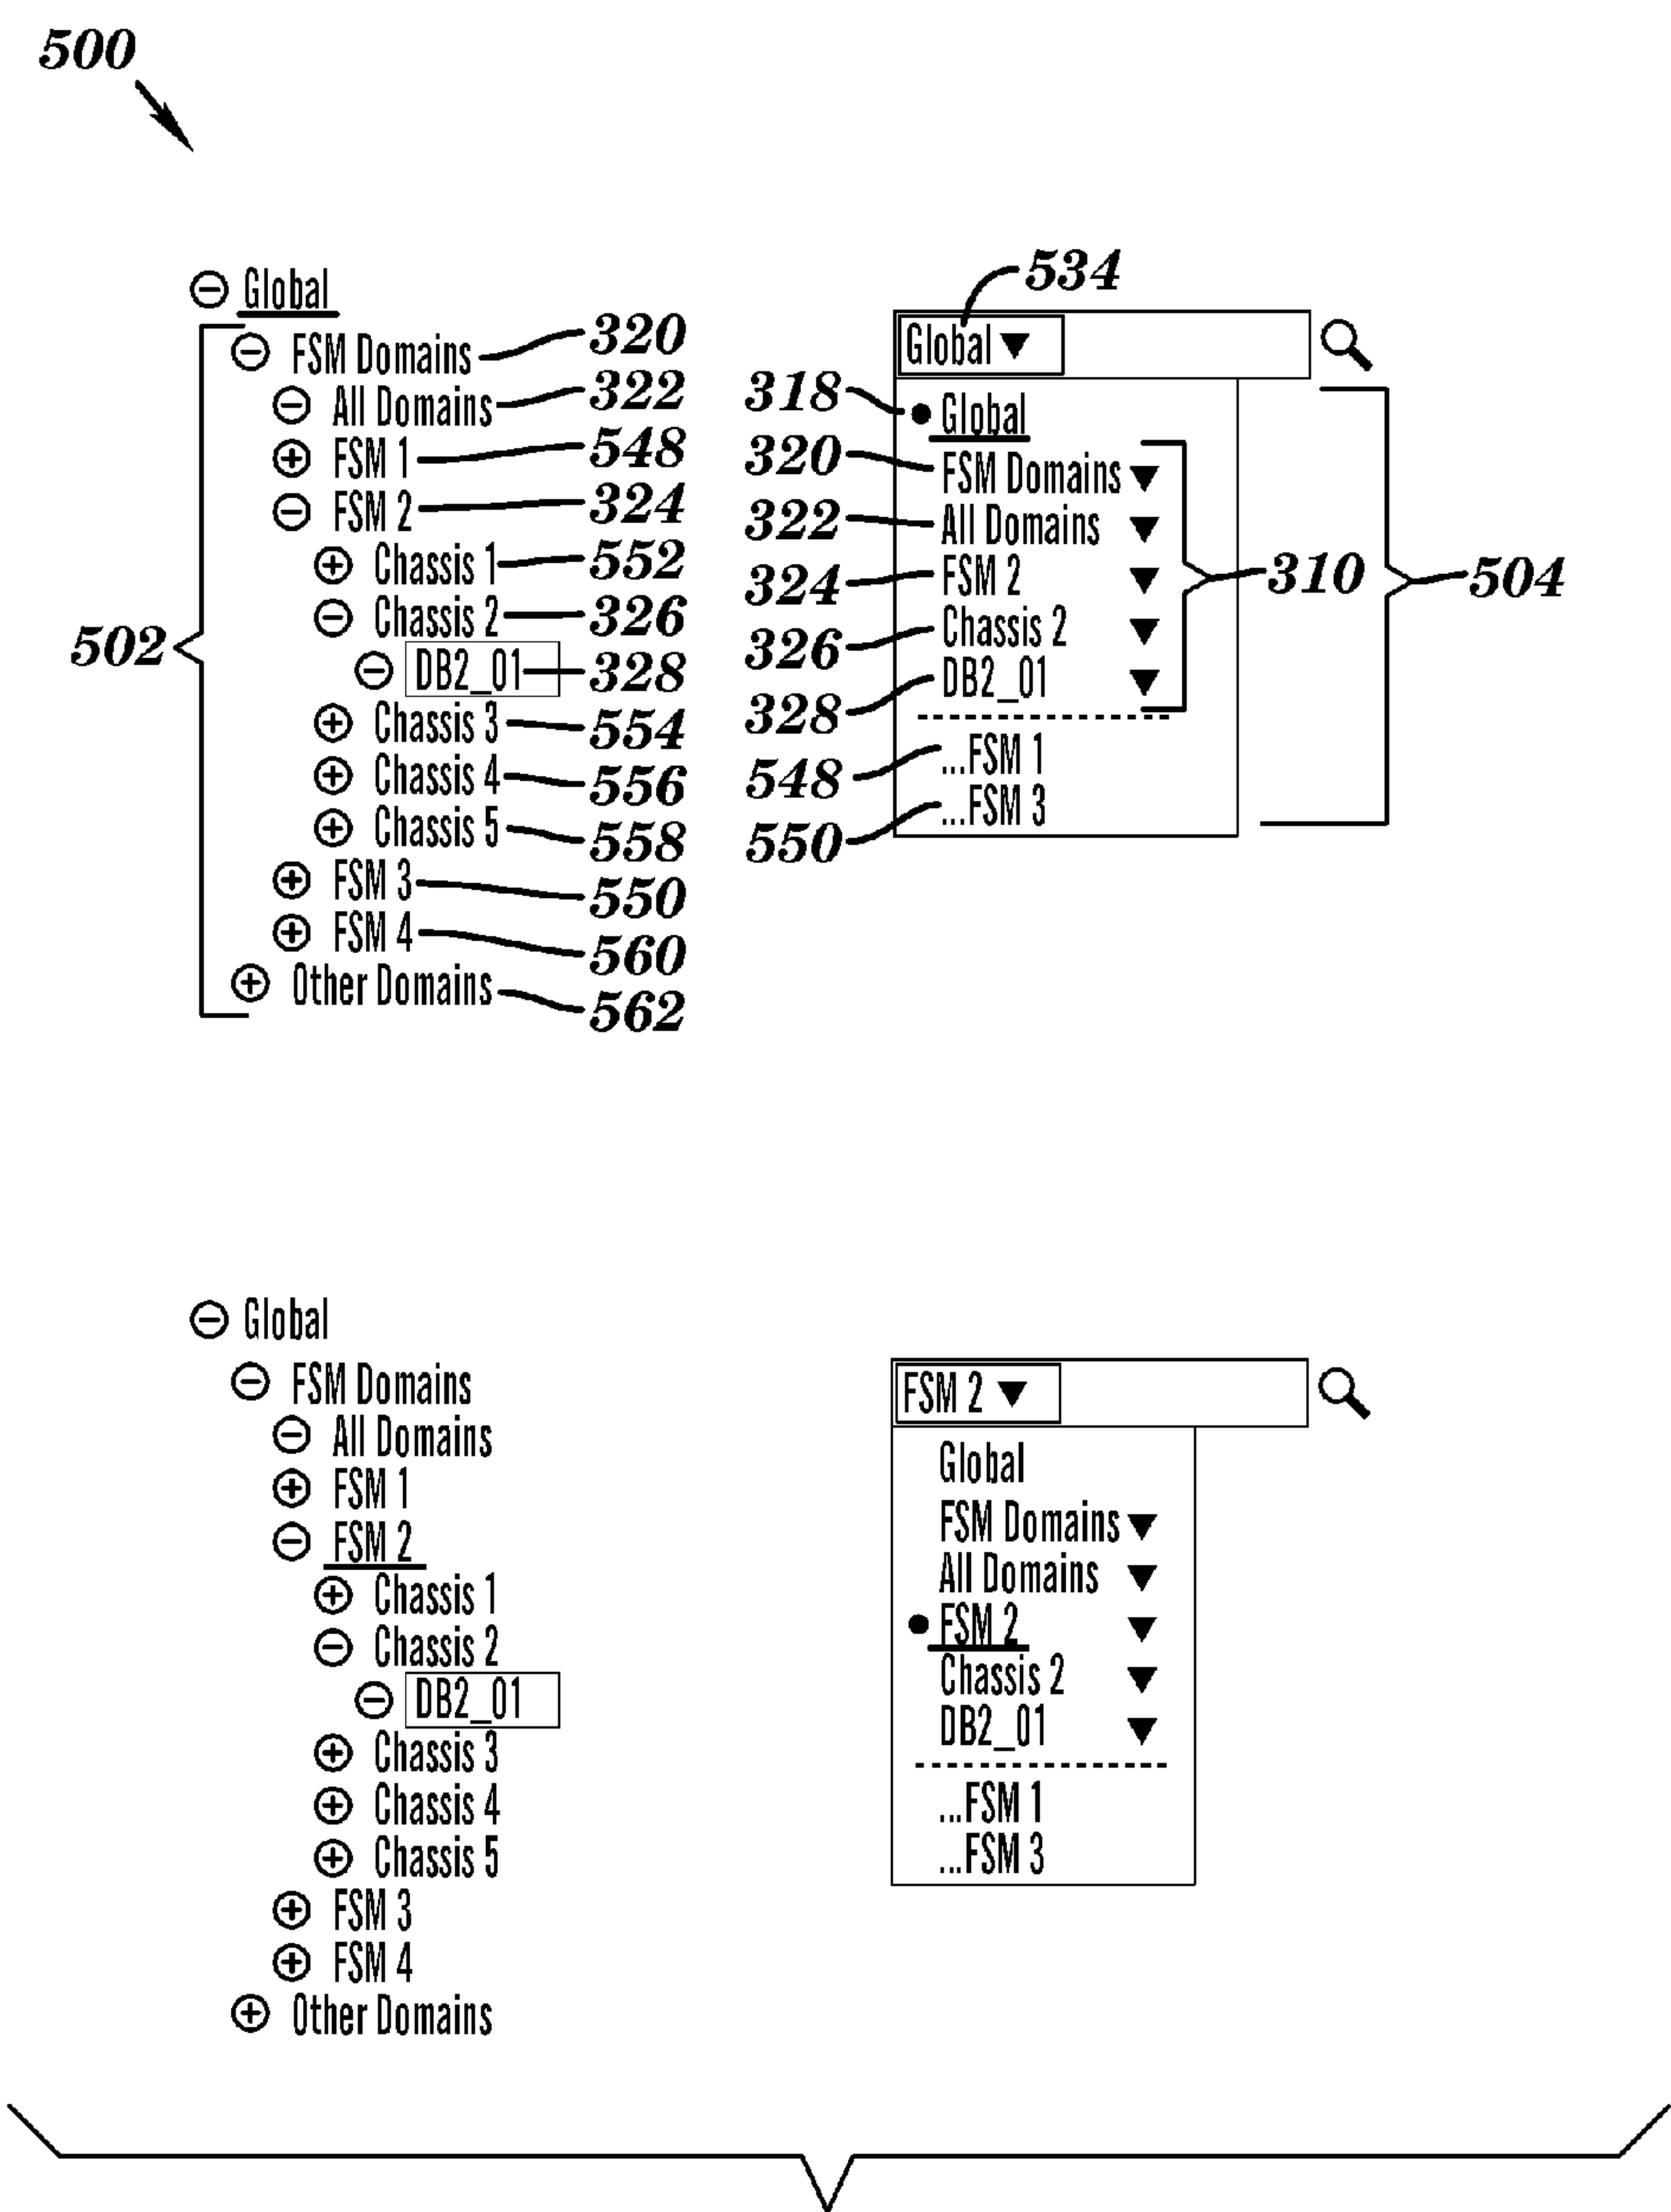 500
Global
FSM Domains 320
All Domains 322
FSM 1 548
FSM 2 324
Chassis 1 552
Chassis 2 326
502
DB2_01 328
Chassis 3 554
Chassis 4 556
Chassis 5 558
FSM 3 550
FSM 4 560
Other Domains 562
534
Global
318 Global
320 FSM Domains
322 All Domains
324 FSM 2
310
504
326 Chassis 2
328 DB2_01
548 ...FSM 1
550 ...FSM 3
Global
FSM Domains
All Domains
FSM 1
FSM 2
Chassis 1
Chassis 2
DB2_01
Chassis 3
Chassis 4
Chassis 5
FSM 3
FSM 4
Other Domains
FSM 2
Global
FSM Domains
All Domains
FSM 2
Chassis 2
DB2_01
...FSM 1
...FSM 3